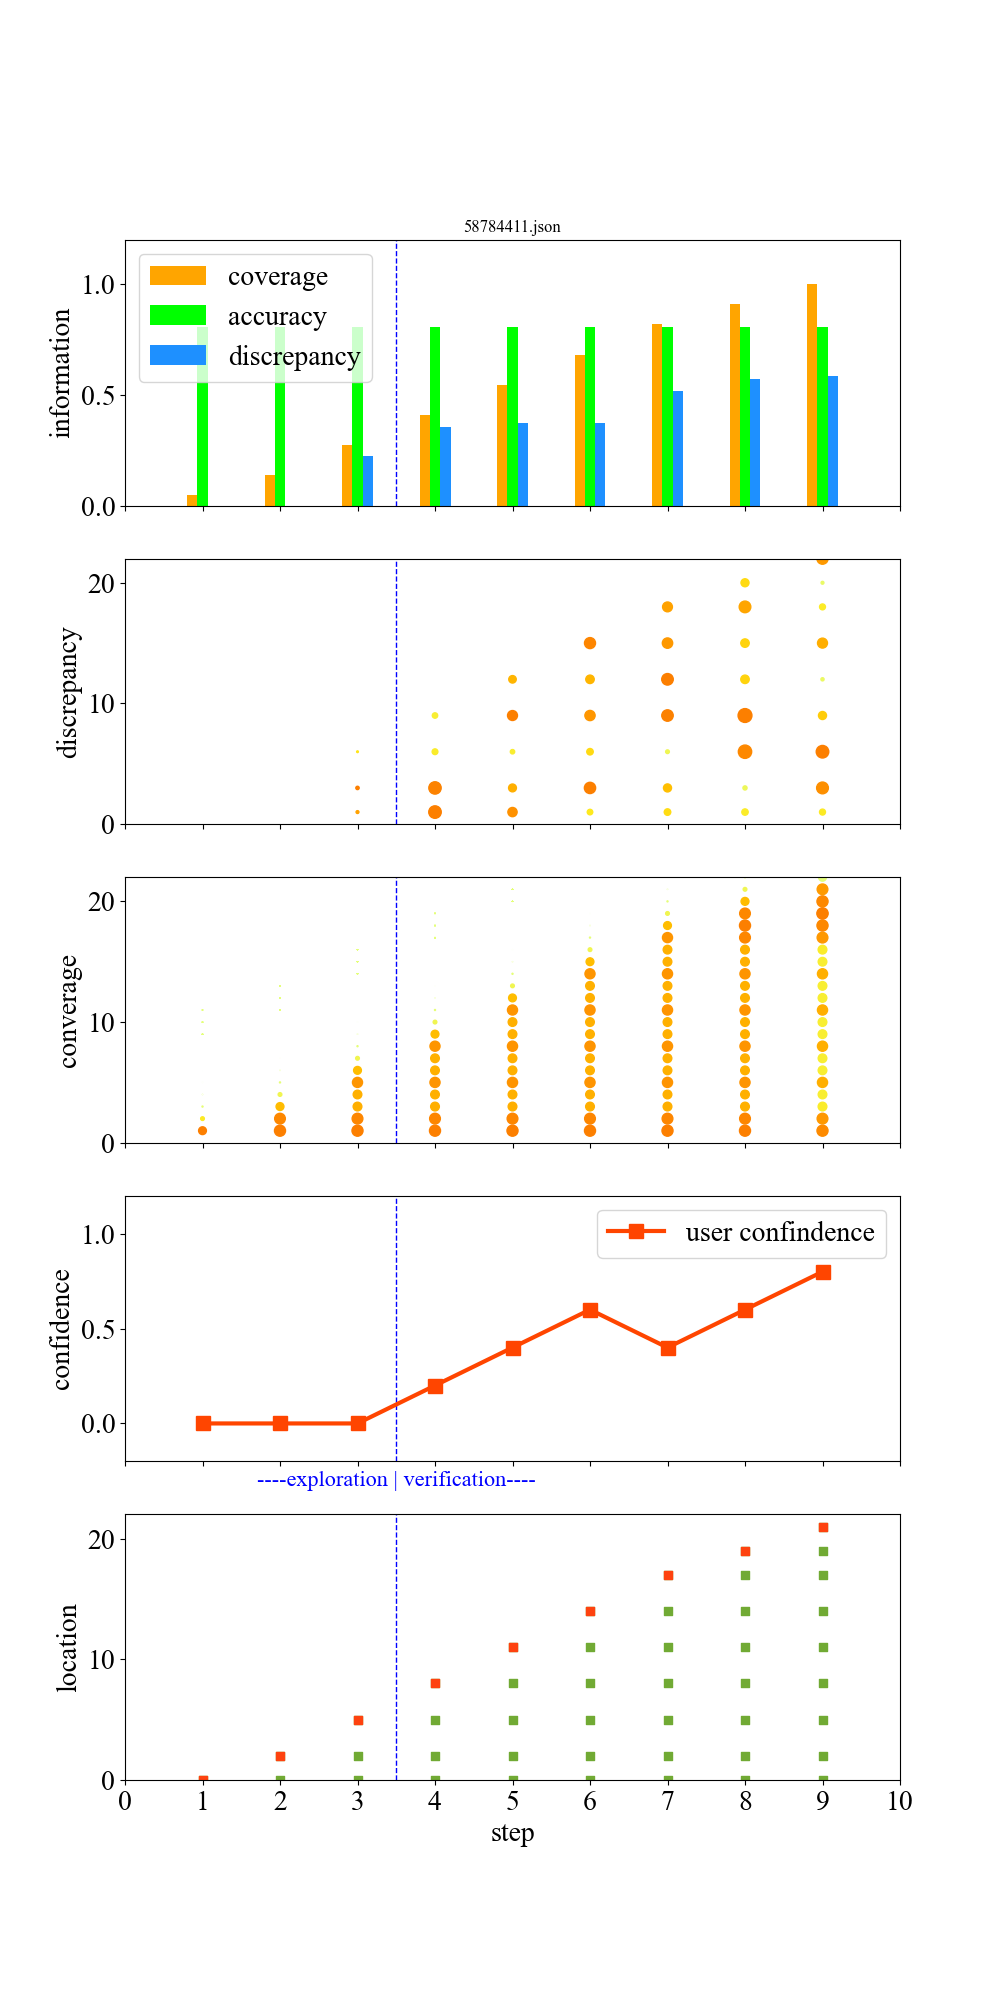 58784411.json
1.0
0.5
0.0
information
coverage
accuracy
discrepancy
20
10
0
discrepancy
20
10
0
converage
1.0
0.5
0.0
confidence
user confindence
----exploration | verification----
20
10
0
location
0 1 2 3 4 5 6 7 8 9 10
step